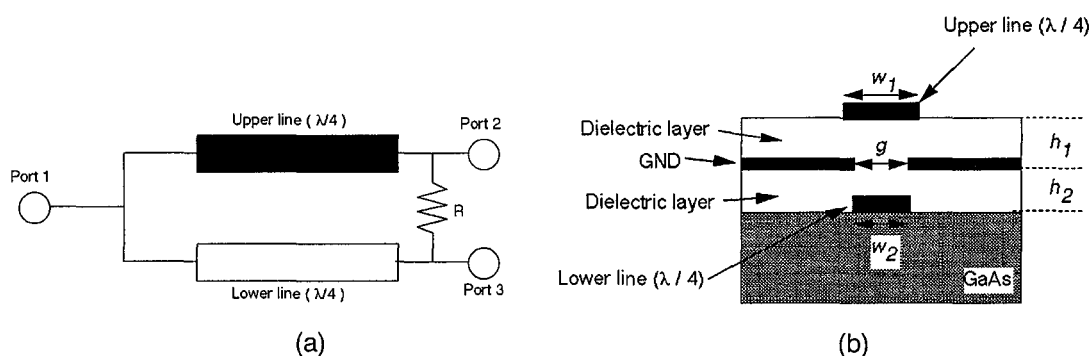 Upper line ( λ/4)
Port 2
Port 1
R
Lower line ( λ/4)
Port 3
(a)
Upper line (λ / 4)
w1
Dielectric layer
GND
g
h1
Dielectric layer
h2
w2
Lower line (λ / 4)
GaAs
(b)